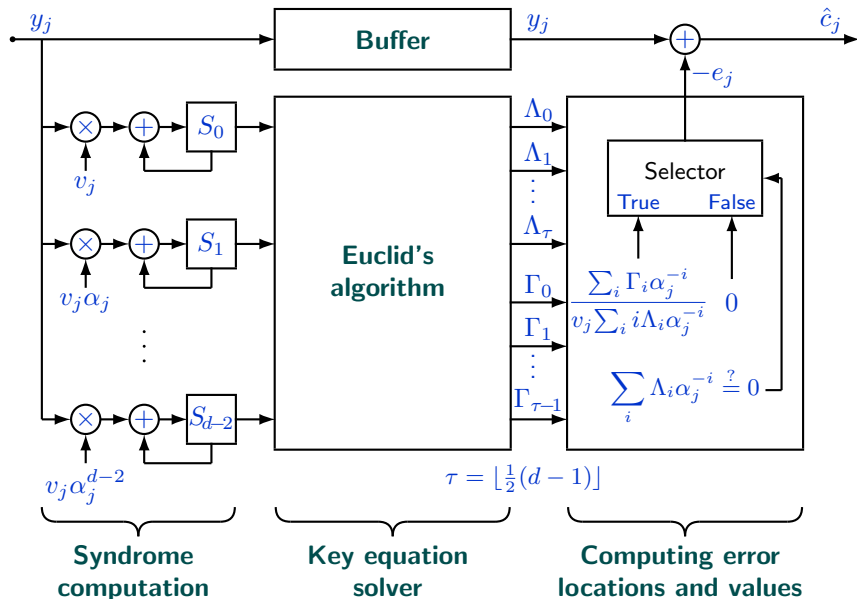 y_j Buffer y_j + ĉ_j
−e_j
× + S_0 Λ_0
v_j Λ_1
⋮
Selector
True False
× + S_1 Λ_τ
v_j α_j
Euclid's
algorithm
Γ_0
Γ_1
⋮
Γ_{τ−1}
∑_i Γ_i α_j^{−i}
v_j ∑_i i Λ_i α_j^{−i}
0
⋮
∑_i Λ_i α_j^{−i} ≟ 0
× + S_{d−2}
v_j α_j^{d−2}
τ = ⌊½(d − 1)⌋
Syndrome
computation
Key equation
solver
Computing error
locations and values